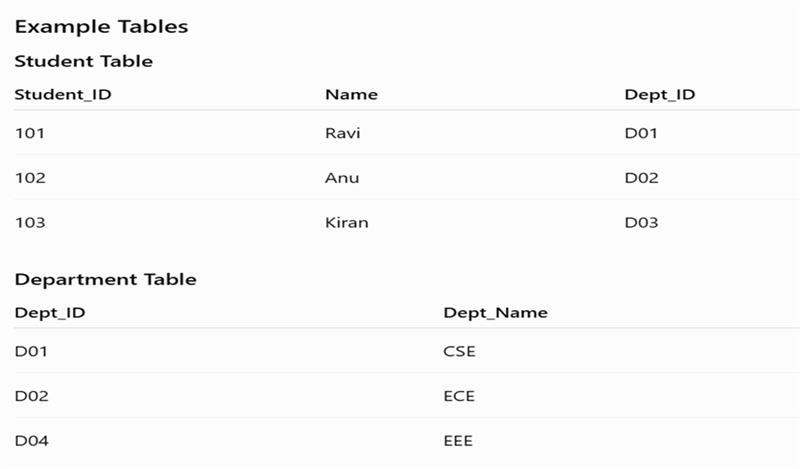 Example Tables
Student Table
Student_ID Name Dept_ID
101 Ravi D01
102 Anu D02
103 Kiran D03
Department Table
Dept_ID Dept_Name
D01 CSE
D02 ECE
D04 EEE